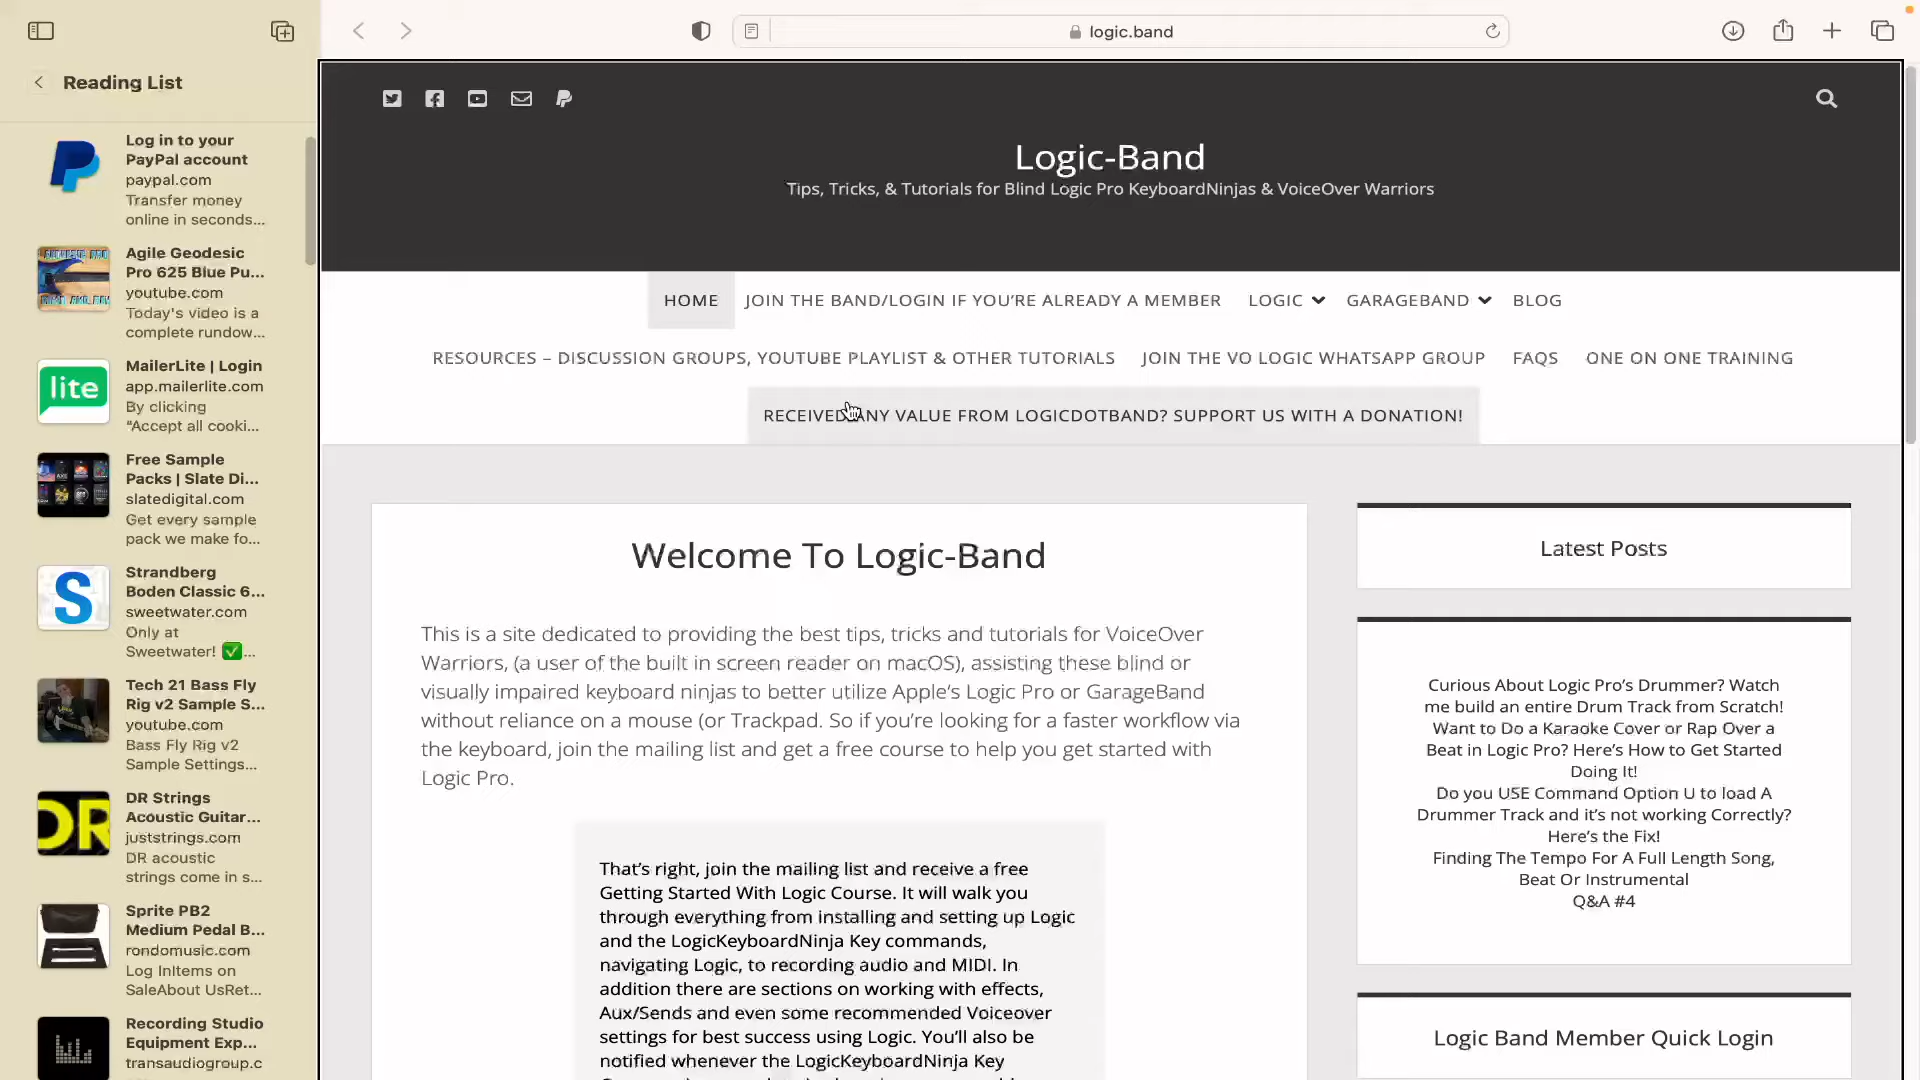 Reading List
Log in to your
PayPal account
paypal.com
Transfer money
online in seconds...
Agile Geodesic
Pro 625 Blue Pu...
youtube.com
Today's video is a
complete rundow...
lite
MailerLite | Login
app.mailerlite.com
By clicking
"Accept all cooki...
Free Sample
Packs | Slate Di...
slatedigital.com
Get every sample
pack we make fo...
S
Strandberg
Boden Classic 6...
sweetwater.com
Only at
Sweetwater! ✅...
Tech 21 Bass Fly
Rig v2 Sample S...
youtube.com
Bass Fly Rig v2
Sample Settings...
DR
DR Strings
Acoustic Guitar...
juststrings.com
DR acoustic
strings come in s...
Sprite PB2
Medium Pedal B...
rondomusic.com
Log InItems on
SaleAbout UsRet...
Recording Studio
Equipment Exp...
transaudiogroup.c
logic.band
Logic-Band
Tips, Tricks, & Tutorials for Blind Logic Pro KeyboardNinjas & VoiceOver Warriors
HOME JOIN THE BAND/LOGIN IF YOU'RE ALREADY A MEMBER LOGIC GARAGEBAND BLOG
RESOURCES – DISCUSSION GROUPS, YOUTUBE PLAYLIST & OTHER TUTORIALS JOIN THE VO LOGIC WHATSAPP GROUP FAQS ONE ON ONE TRAINING
RECEIVED ANY VALUE FROM LOGICDOTBAND? SUPPORT US WITH A DONATION!
Welcome To Logic-Band
This is a site dedicated to providing the best tips, tricks and tutorials for VoiceOver
Warriors, (a user of the built in screen reader on macOS), assisting these blind or
visually impaired keyboard ninjas to better utilize Apple's Logic Pro or GarageBand
without reliance on a mouse (or Trackpad. So if you're looking for a faster workflow via
the keyboard, join the mailing list and get a free course to help you get started with
Logic Pro.
That's right, join the mailing list and receive a free
Getting Started With Logic Course. It will walk you
through everything from installing and setting up Logic
and the LogicKeyboardNinja Key commands,
navigating Logic, to recording audio and MIDI. In
addition there are sections on working with effects,
Aux/Sends and even some recommended Voiceover
settings for best success using Logic. You'll also be
notified whenever the LogicKeyboardNinja Key
Latest Posts
Curious About Logic Pro's Drummer? Watch
me build an entire Drum Track from Scratch!
Want to Do a Karaoke Cover or Rap Over a
Beat in Logic Pro? Here's How to Get Started
Doing It!
Do you USE Command Option U to load A
Drummer Track and it's not working Correctly?
Here's the Fix!
Finding The Tempo For A Full Length Song,
Beat Or Instrumental
Q&A #4
Logic Band Member Quick Login